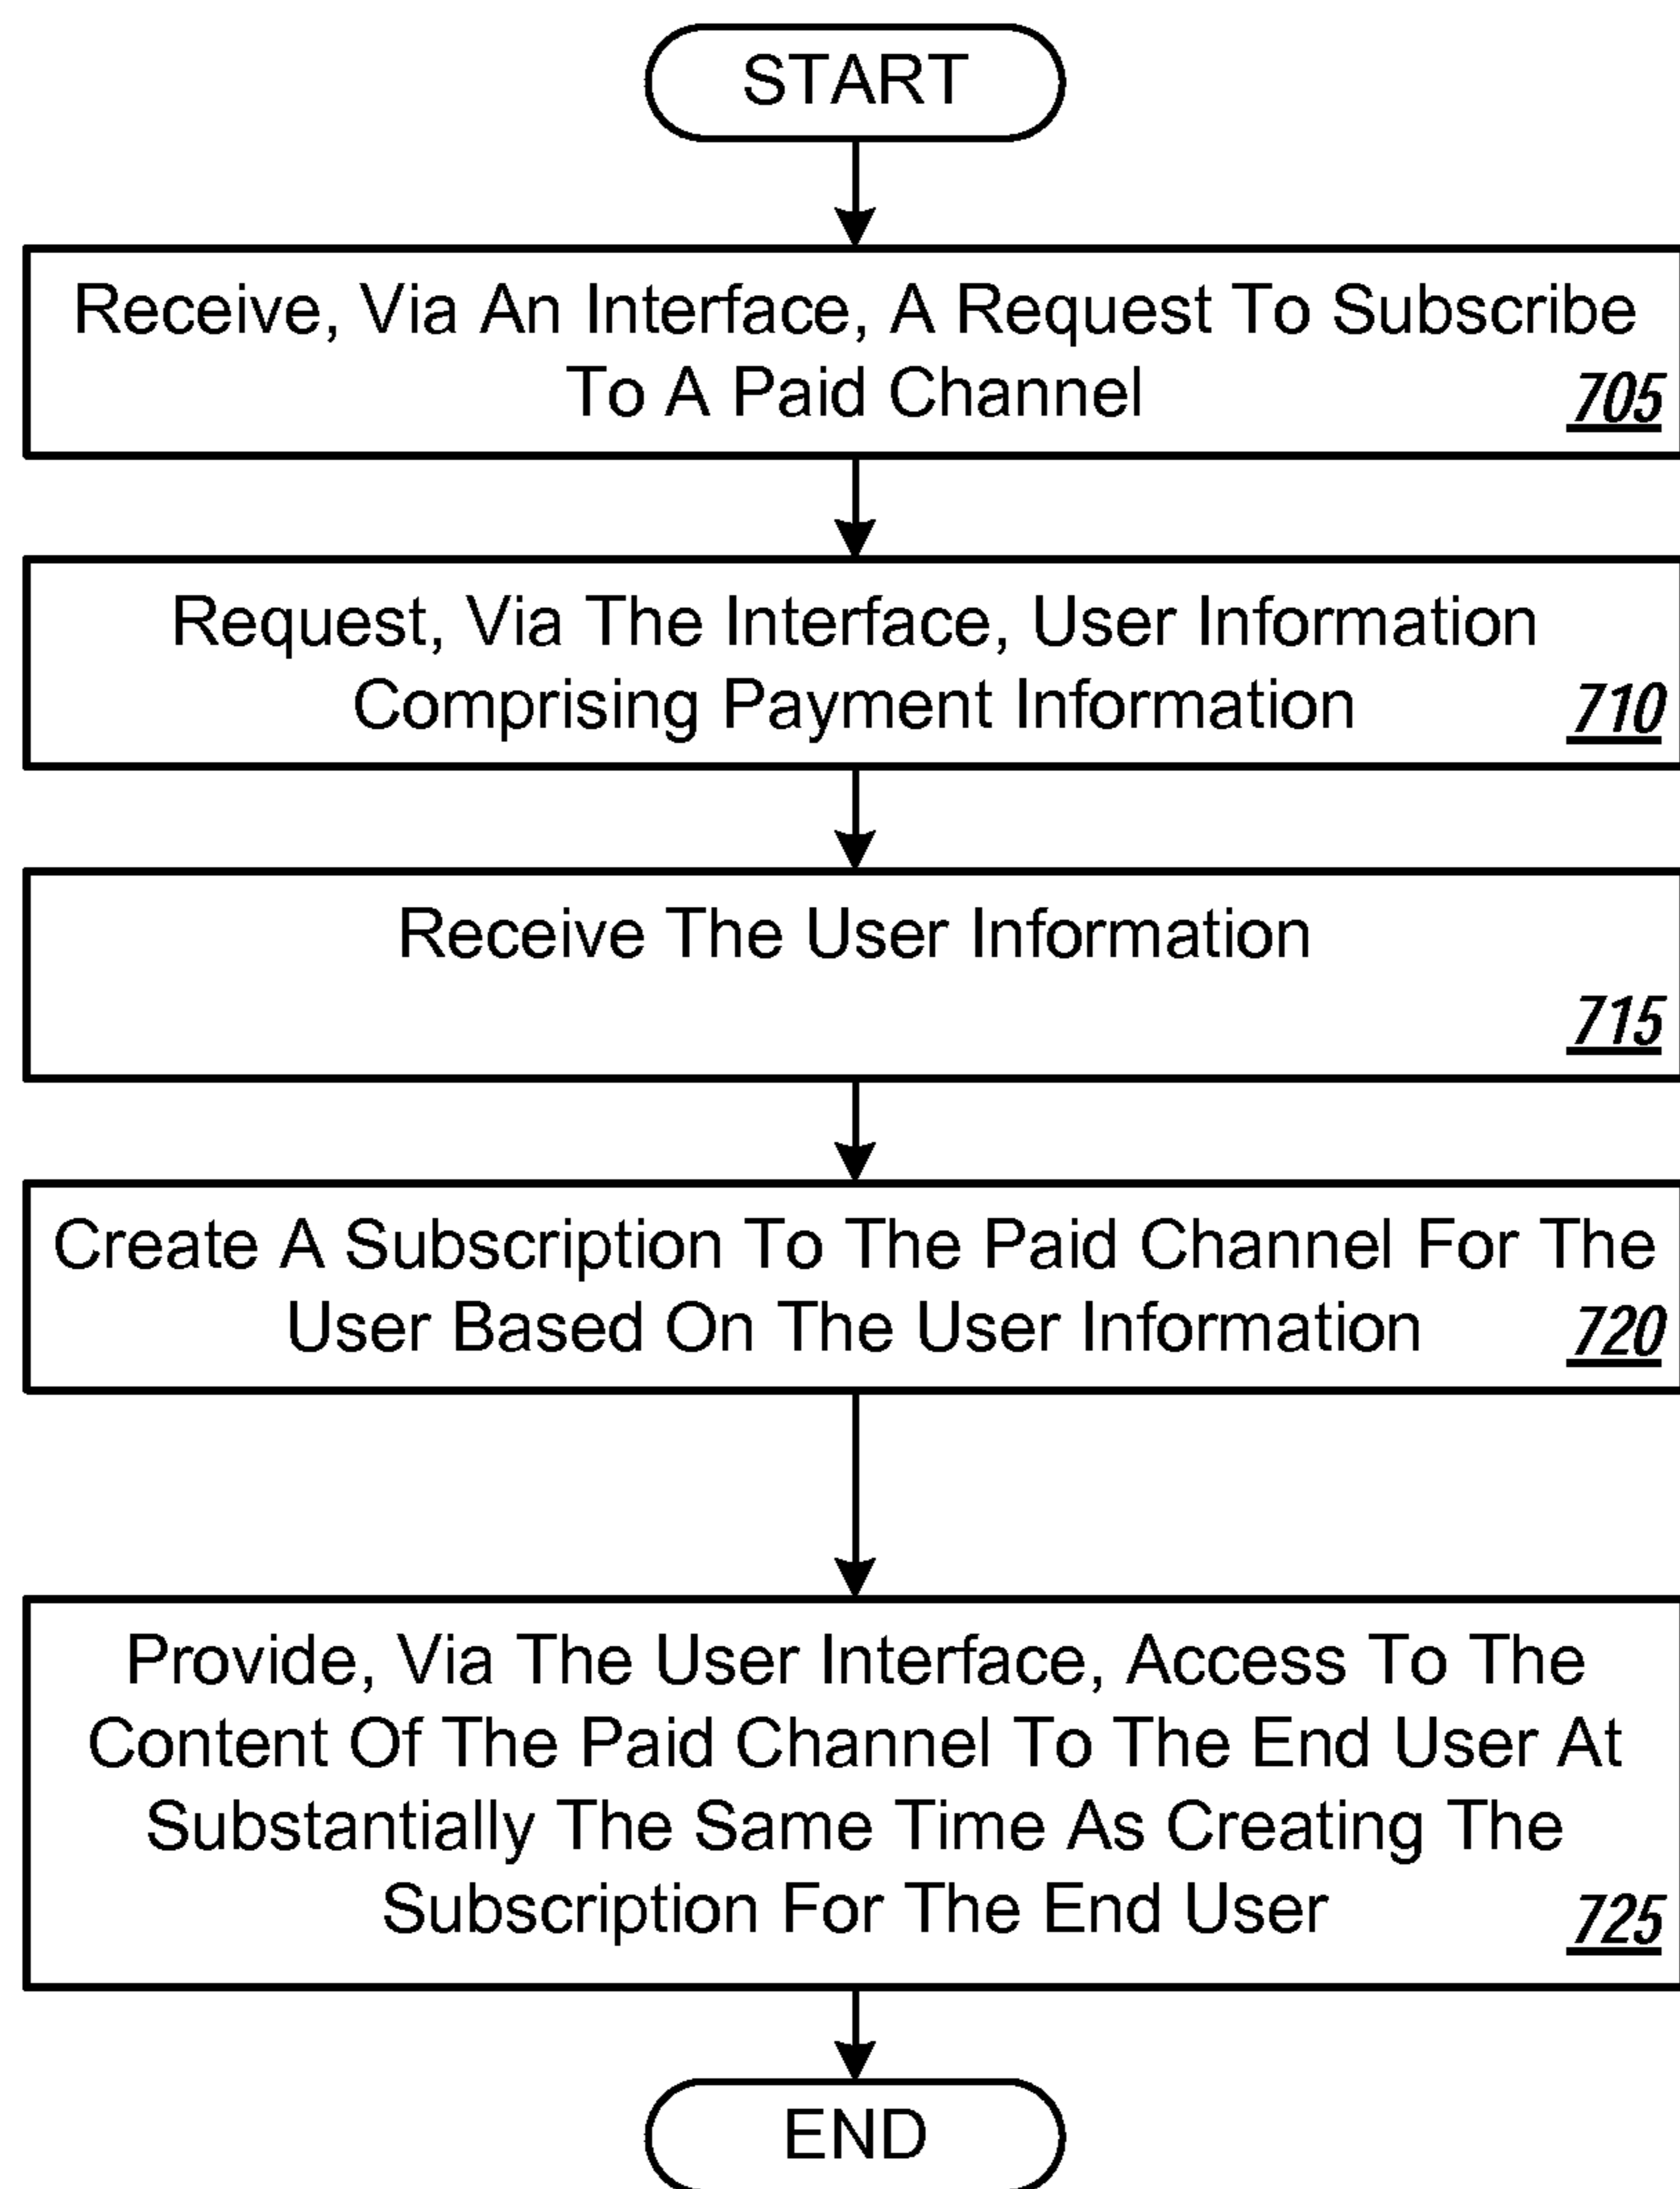 START
Receive, Via An Interface, A Request To Subscribe
To A Paid Channel
705
Request, Via The Interface, User Information
Comprising Payment Information
710
Receive The User Information
715
Create A Subscription To The Paid Channel For The
User Based On The User Information
720
Provide, Via The User Interface, Access To The
Content Of The Paid Channel To The End User At
Substantially The Same Time As Creating The
Subscription For The End User
725
END